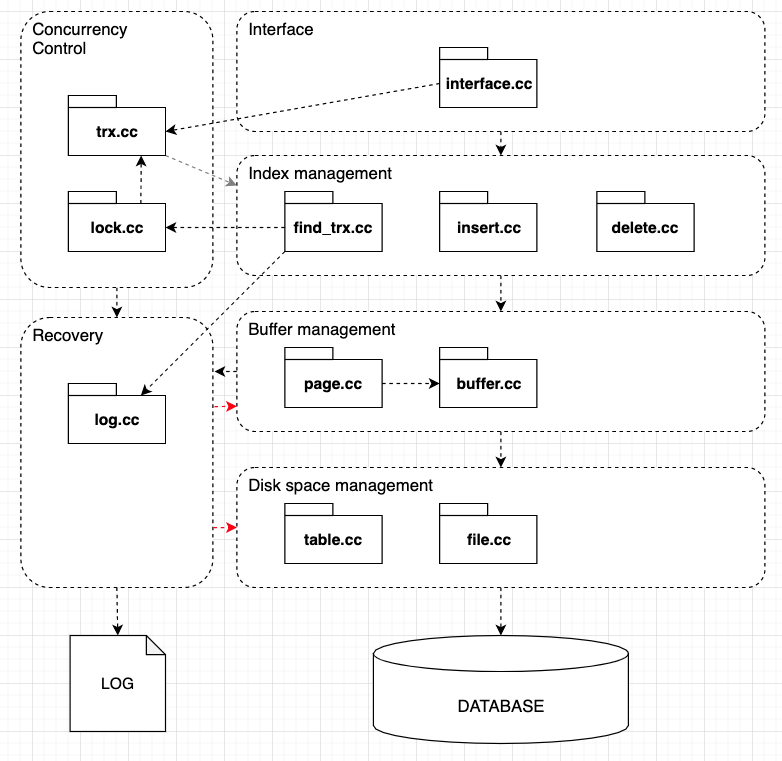 Concurrency
Control
trx.cc
lock.cc
Interface
interface.cc
Index management
find_trx.cc
insert.cc
delete.cc
Recovery
log.cc
Buffer management
page.cc
buffer.cc
Disk space management
table.cc
file.cc
LOG
DATABASE